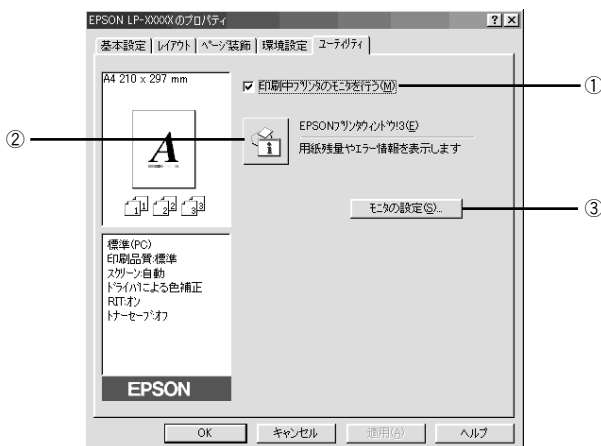 EPSON LP-XXXXXのプロパティ
基本設定
レイアウト
ページ装飾
環境設定
ユーティリティ
A4 210 x 297 mm
A
1 1 2 2 3 3
印刷中プリンタのモニタを行う(M)
①
②
EPSONプリンタウィンドウ!3(E)
用紙残量やエラー情報を表示します
モニタの設定(S)...
③
標準(PC)
印刷品質:標準
スクリーン:自動
ドライバによる色補正
RIT:オン
トナーセーブ:オフ
EPSON
OK
キャンセル
適用(A)
ヘルプ